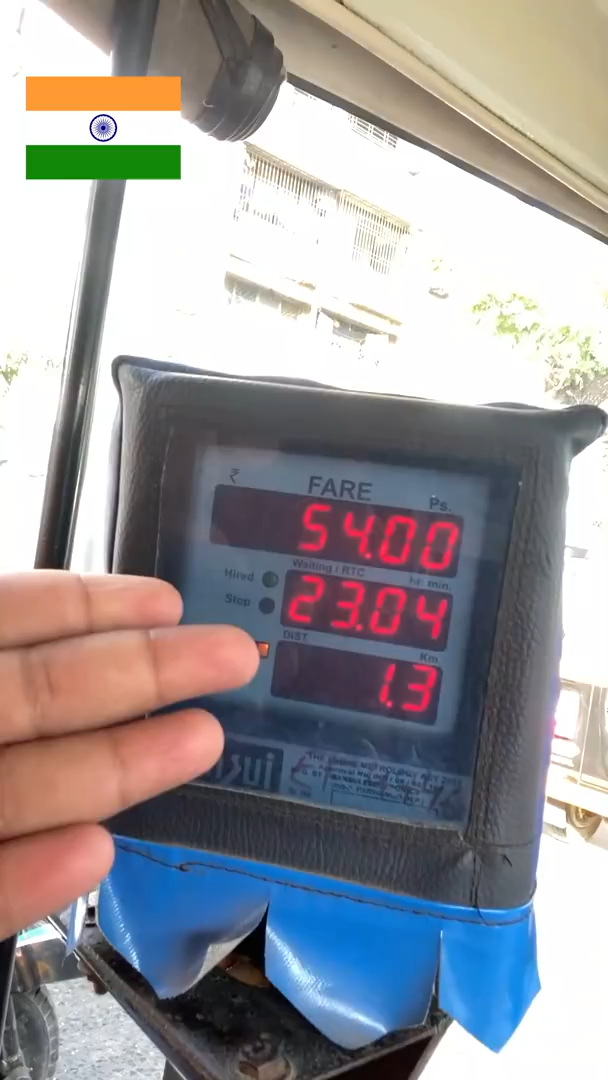 ₹ FARE Ps.
54.00
Waiting / RTC hr. min.
Hired
23.04
Stop
DIST. Km
1.3